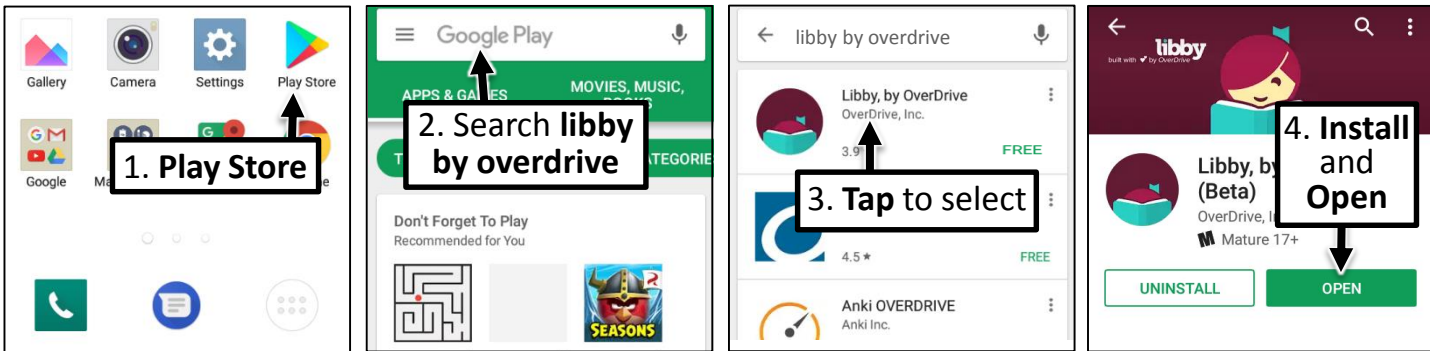 Gallery
Camera
Settings
Play Store
Google
1. Play Store
Google Play
APPS & GAMES
MOVIES, MUSIC,
2. Search libby
by overdrive
Don't Forget To Play
Recommended for You
SEASONS
libby by overdrive
Libby, by OverDrive
OverDrive, Inc.
3.9
FREE
3. Tap to select
4.5 ★
FREE
Anki OVERDRIVE
Anki Inc.
libby
built with ♥ by OverDrive
4. Install
and
Open
Libby, by
(Beta)
OverDrive,
M Mature 17+
UNINSTALL
OPEN